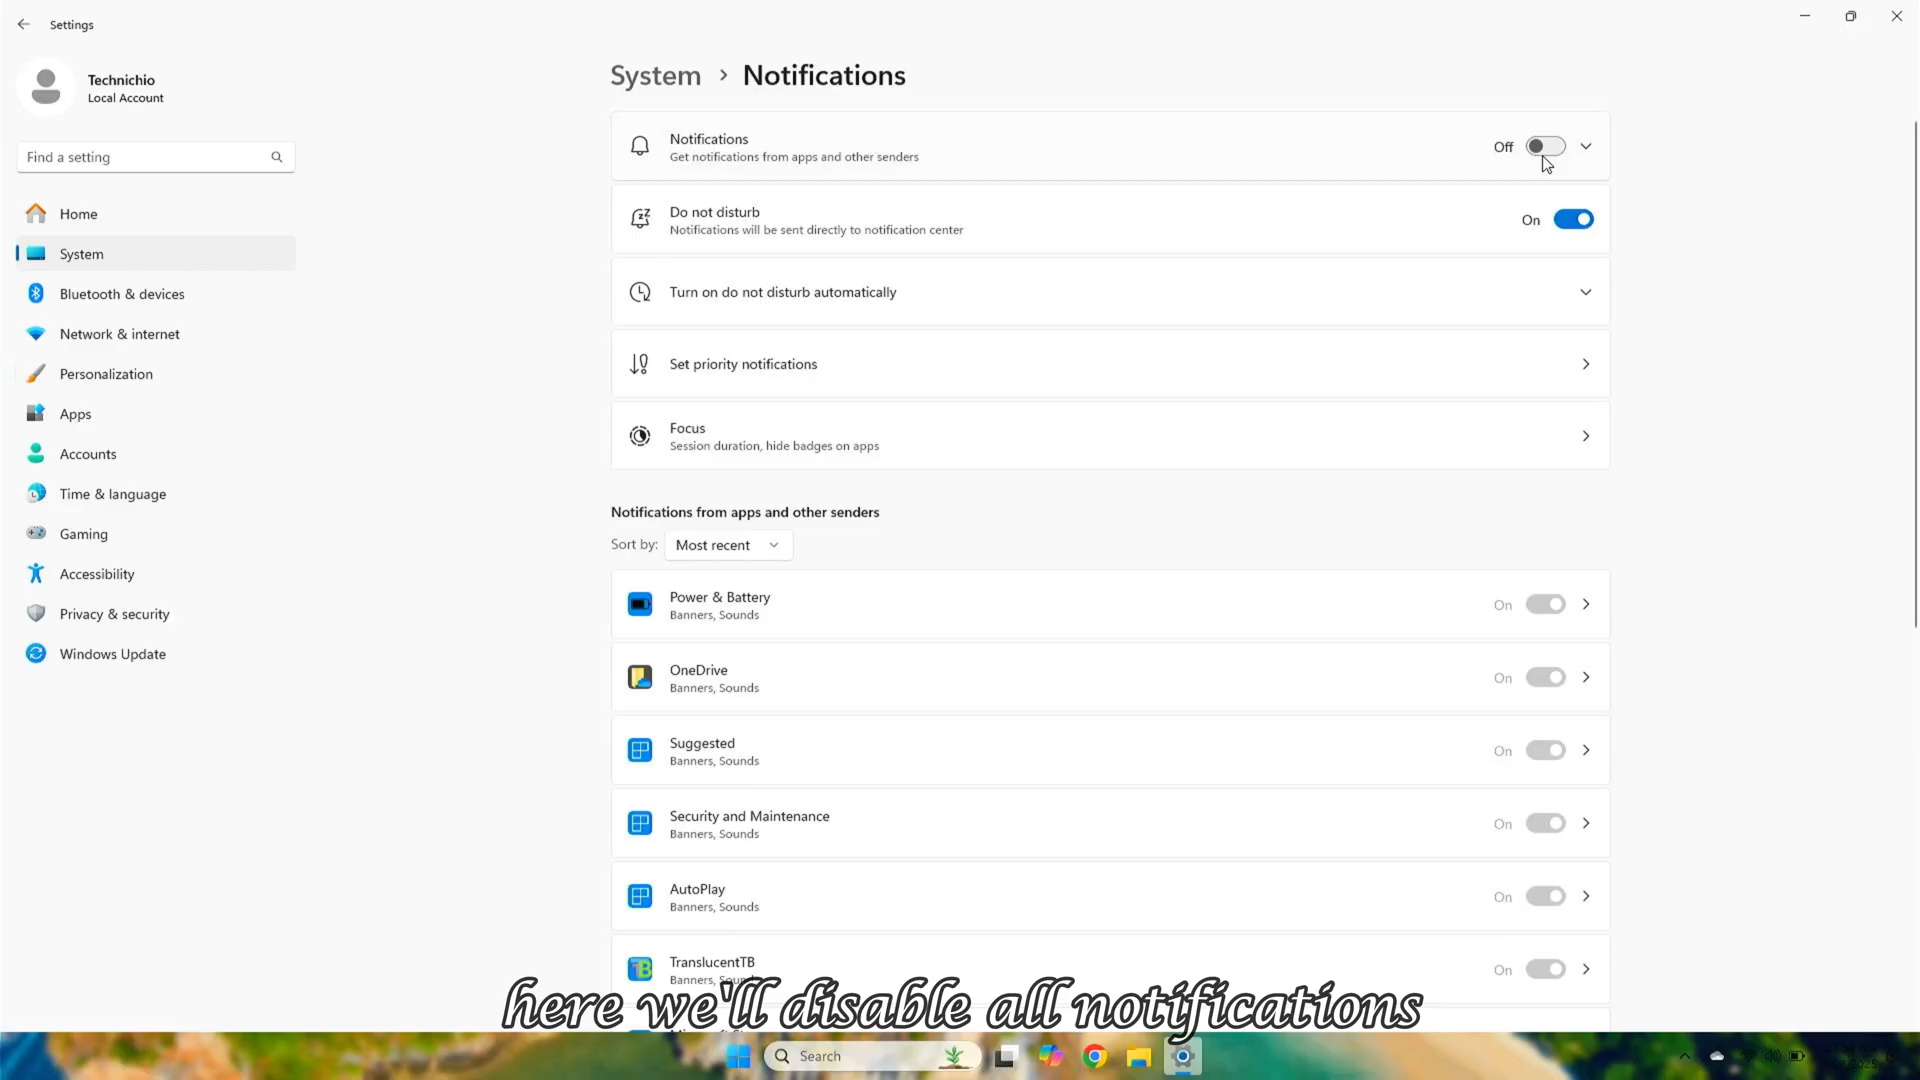 Settings
Technichio
Local Account
Find a setting
Home
System
Bluetooth & devices
Network & internet
Personalization
Apps
Accounts
Time & language
Gaming
Accessibility
Privacy & security
Windows Update
System > Notifications
Notifications
Get notifications from apps and other senders
Off
Do not disturb
Notifications will be sent directly to notification center
On
Turn on do not disturb automatically
Set priority notifications
Focus
Session duration, hide badges on apps
Notifications from apps and other senders
Sort by: Most recent
Power & Battery
Banners, Sounds
On
OneDrive
Banners, Sounds
On
Suggested
Banners, Sounds
On
Security and Maintenance
Banners, Sounds
On
AutoPlay
Banners, Sounds
On
TranslucentTB
Banners, Sounds
On
here we'll disable all notifications
Search